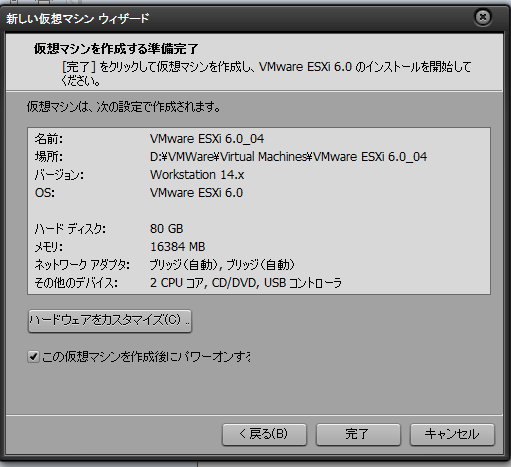 新しい仮想マシン ウィザード
仮想マシンを作成する準備完了
[完了] をクリックして仮想マシンを作成し、VMware ESXi 6.0 のインストールを開始して
ください。
仮想マシンは、次の設定で作成されます。
名前: VMware ESXi 6.0_04
場所: D:¥VMWare¥Virtual Machines¥VMware ESXi 6.0_04
バージョン: Workstation 14.x
OS: VMware ESXi 6.0
ハード ディスク: 80 GB
メモリ: 16384 MB
ネットワーク アダプタ: ブリッジ(自動), ブリッジ(自動)
その他のデバイス: 2 CPU コア, CD/DVD, USB コントローラ
ハードウェアをカスタマイズ(C) ..
この仮想マシンを作成後にパワーオンする
< 戻る(B) 完了 キャンセル